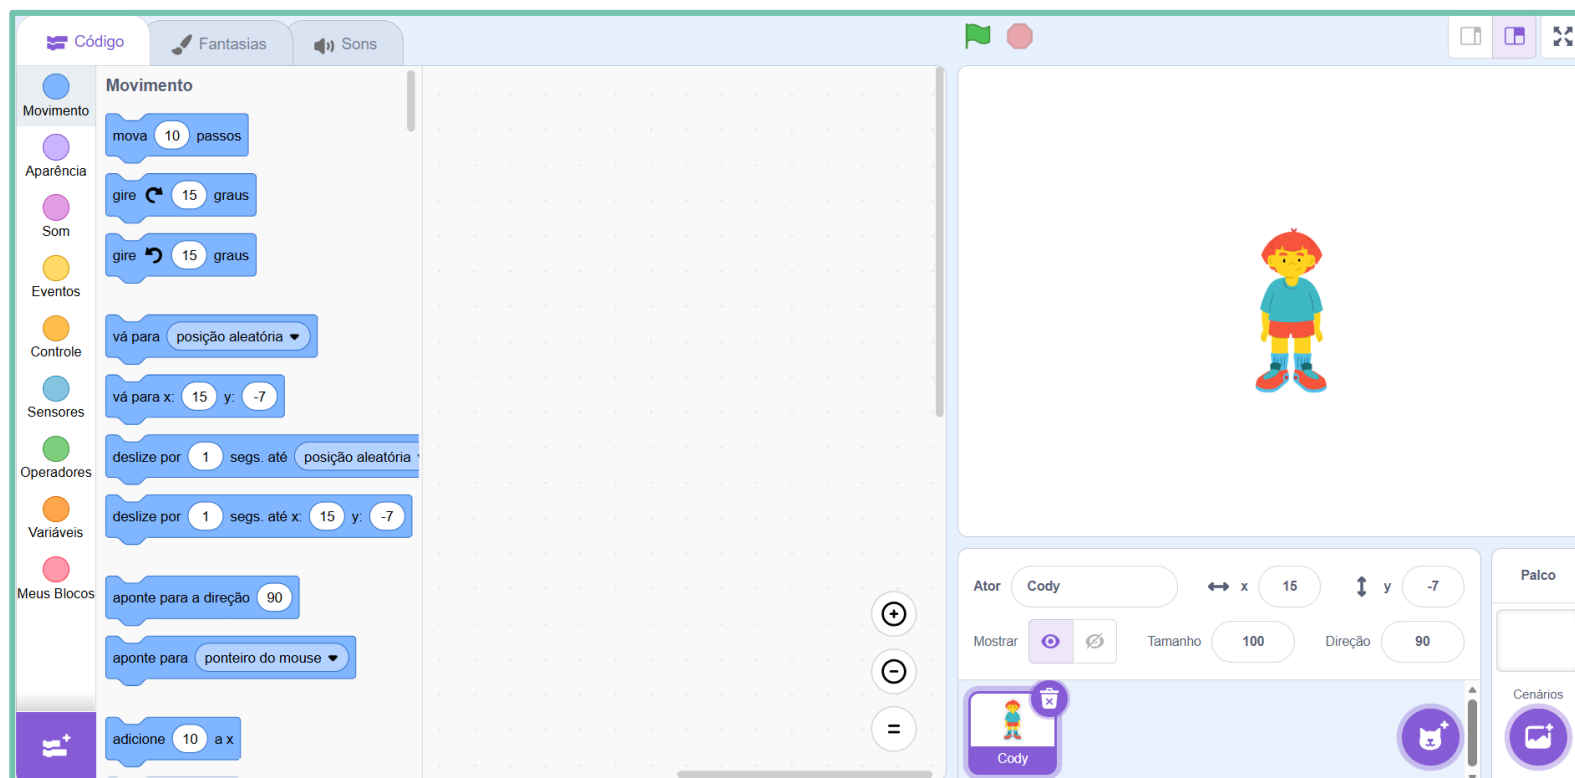 Código
Fantasias
Sons
Movimento
Aparência
Som
Eventos
Controle
Sensores
Operadores
Variáveis
Meus Blocos
Movimento
mova 10 passos
gire 15 graus
gire 15 graus
vá para posição aleatória
vá para x: 15 y: -7
deslize por 1 segs. até posição aleatória
deslize por 1 segs. até x: 15 y: -7
aponte para a direção 90
aponte para ponteiro do mouse
adicione 10 a x
Ator Cody x 15 y -7
Mostrar Tamanho 100 Direção 90
Cody
Palco
Cenários